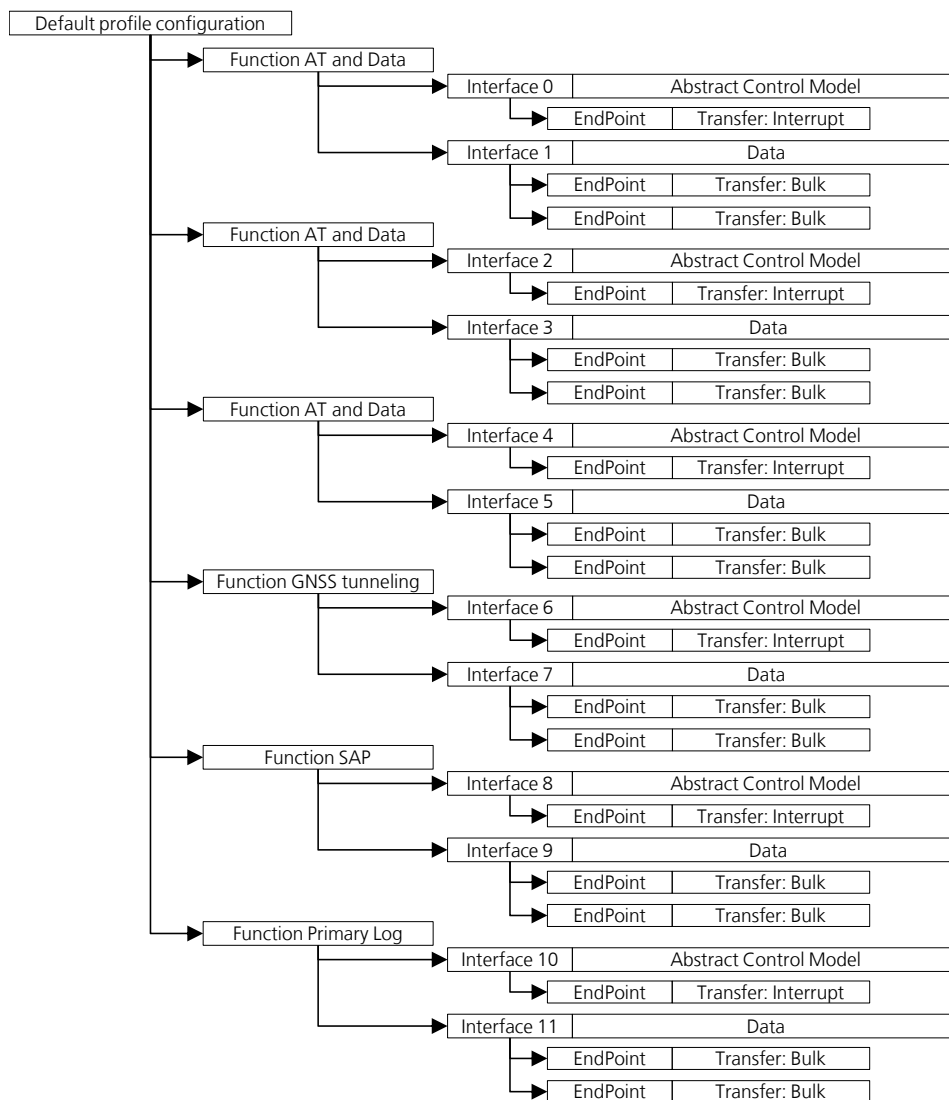 Default profile configuration
Function AT and Data
Interface 0 Abstract Control Model
EndPoint Transfer: Interrupt
Interface 1 Data
EndPoint Transfer: Bulk
EndPoint Transfer: Bulk
Function AT and Data
Interface 2 Abstract Control Model
EndPoint Transfer: Interrupt
Interface 3 Data
EndPoint Transfer: Bulk
EndPoint Transfer: Bulk
Function AT and Data
Interface 4 Abstract Control Model
EndPoint Transfer: Interrupt
Interface 5 Data
EndPoint Transfer: Bulk
EndPoint Transfer: Bulk
Function GNSS tunneling
Interface 6 Abstract Control Model
EndPoint Transfer: Interrupt
Interface 7 Data
EndPoint Transfer: Bulk
EndPoint Transfer: Bulk
Function SAP
Interface 8 Abstract Control Model
EndPoint Transfer: Interrupt
Interface 9 Data
EndPoint Transfer: Bulk
EndPoint Transfer: Bulk
Function Primary Log
Interface 10 Abstract Control Model
EndPoint Transfer: Interrupt
Interface 11 Data
EndPoint Transfer: Bulk
EndPoint Transfer: Bulk